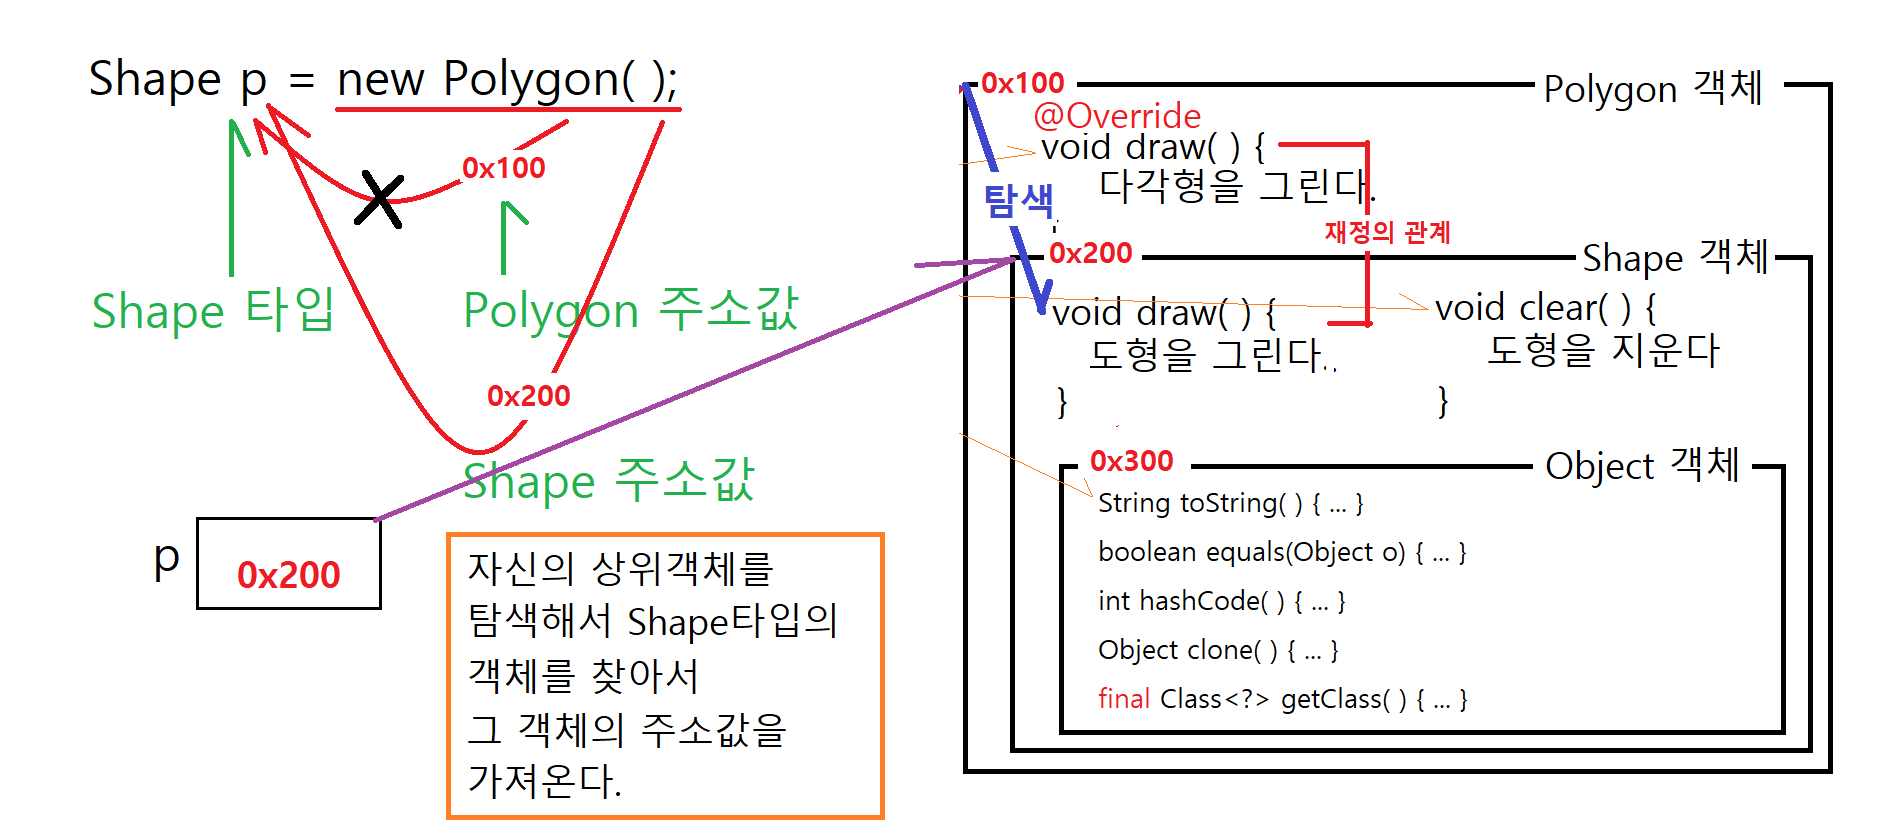 Shape p = new Polygon( );
0x100
Shape 타입
Polygon 주소값
0x200
Shape 주소값
p
0x200
자신의 상위객체를
탐색해서 Shape타입의
객체를 찾아서
그 객체의 주소값을
가져온다.
0x100
Polygon 객체
@Override
void draw( ) {
다각형을 그린다.
탐색
재정의 관계
0x200
Shape 객체
void draw( ) {
도형을 그린다.
}
void clear( ) {
도형을 지운다
}
0x300
Object 객체
String toString( ) { ... }
boolean equals(Object o) { ... }
int hashCode( ) { ... }
Object clone( ) { ... }
final Class<?> getClass( ) { ... }